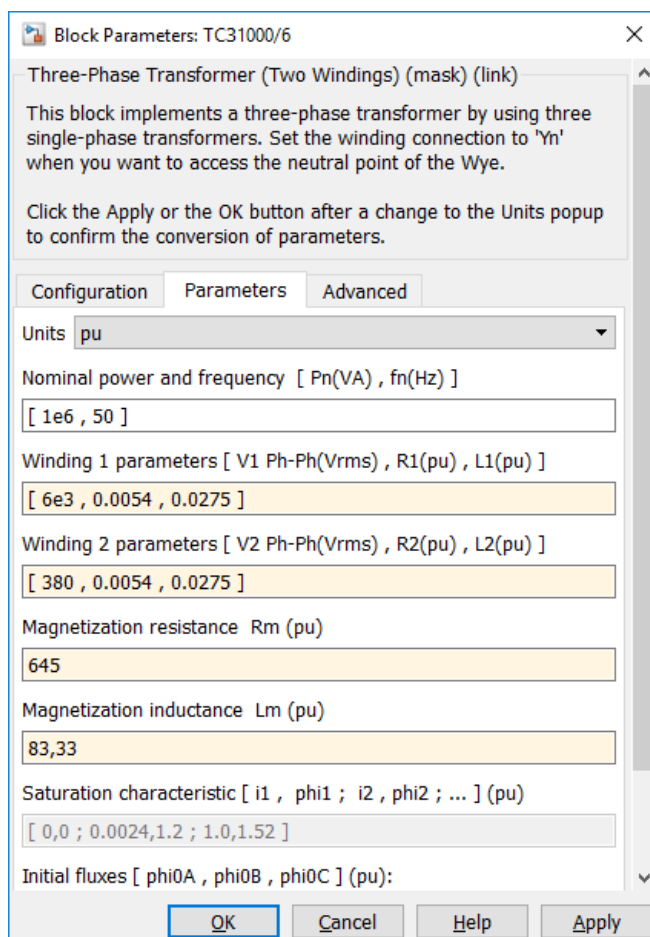 Block Parameters: TC31000/6
Three-Phase Transformer (Two Windings) (mask) (link)
This block implements a three-phase transformer by using three
single-phase transformers. Set the winding connection to 'Yn'
when you want to access the neutral point of the Wye.
Click the Apply or the OK button after a change to the Units popup
to confirm the conversion of parameters.
Configuration Parameters Advanced
Units pu
Nominal power and frequency [ Pn(VA) , fn(Hz) ]
[ 1e6 , 50 ]
Winding 1 parameters [ V1 Ph-Ph(Vrms) , R1(pu) , L1(pu) ]
[ 6e3 , 0.0054 , 0.0275 ]
Winding 2 parameters [ V2 Ph-Ph(Vrms) , R2(pu) , L2(pu) ]
[ 380 , 0.0054 , 0.0275 ]
Magnetization resistance Rm (pu)
645
Magnetization inductance Lm (pu)
83,33
Saturation characteristic [ i1 , phi1 ; i2 , phi2 ; ... ] (pu)
[ 0,0 ; 0.0024,1.2 ; 1.0,1.52 ]
Initial fluxes [ phi0A , phi0B , phi0C ] (pu):
OK Cancel Help Apply